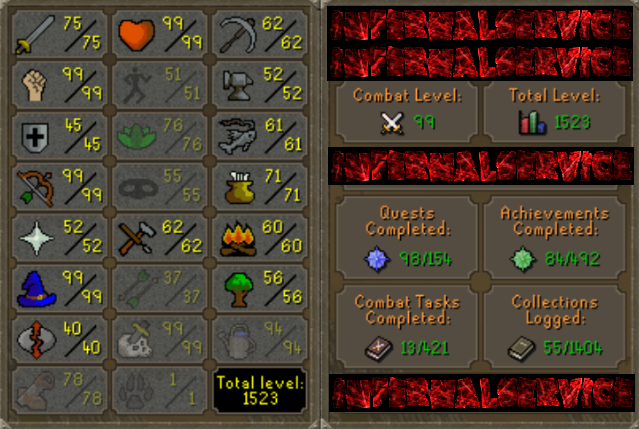 75/75 99/99 62/62
99/99 51/51 52/52
45/45 76/76 61/61
99/99 55/55 71/71
52/52 62/62 60/60
99/99 37/37 56/56
40/40 99/99 94/94
78/78 1/1 Total level:
1523
INFERNALSERVICE
INFERNALSERVICE
Combat Level: Total Level:
99 1523
INFERNALSERVICE
Quests Achievements
Completed: Completed:
98/154 84/492
Combat Tasks Collections
Completed: Logged:
13/421 55/1404
INFERNALSERVICE